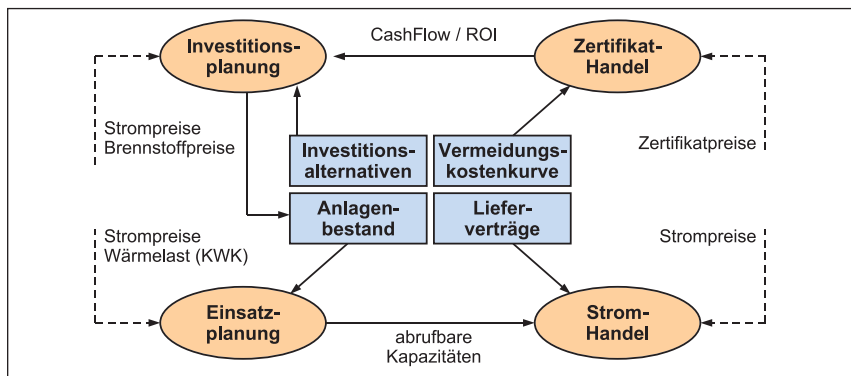 Investitions-
planung
CashFlow / ROI
Zertifikat-
Handel
Strompreise
Brennstoffpreise
Investitions-
alternativen
Vermeidungs-
kostenkurve
Zertifikatpreise
Anlagen-
bestand
Liefer-
verträge
Strompreise
Wärmelast (KWK)
Strompreise
Einsatz-
planung
abrufbare
Kapazitäten
Strom-
Handel